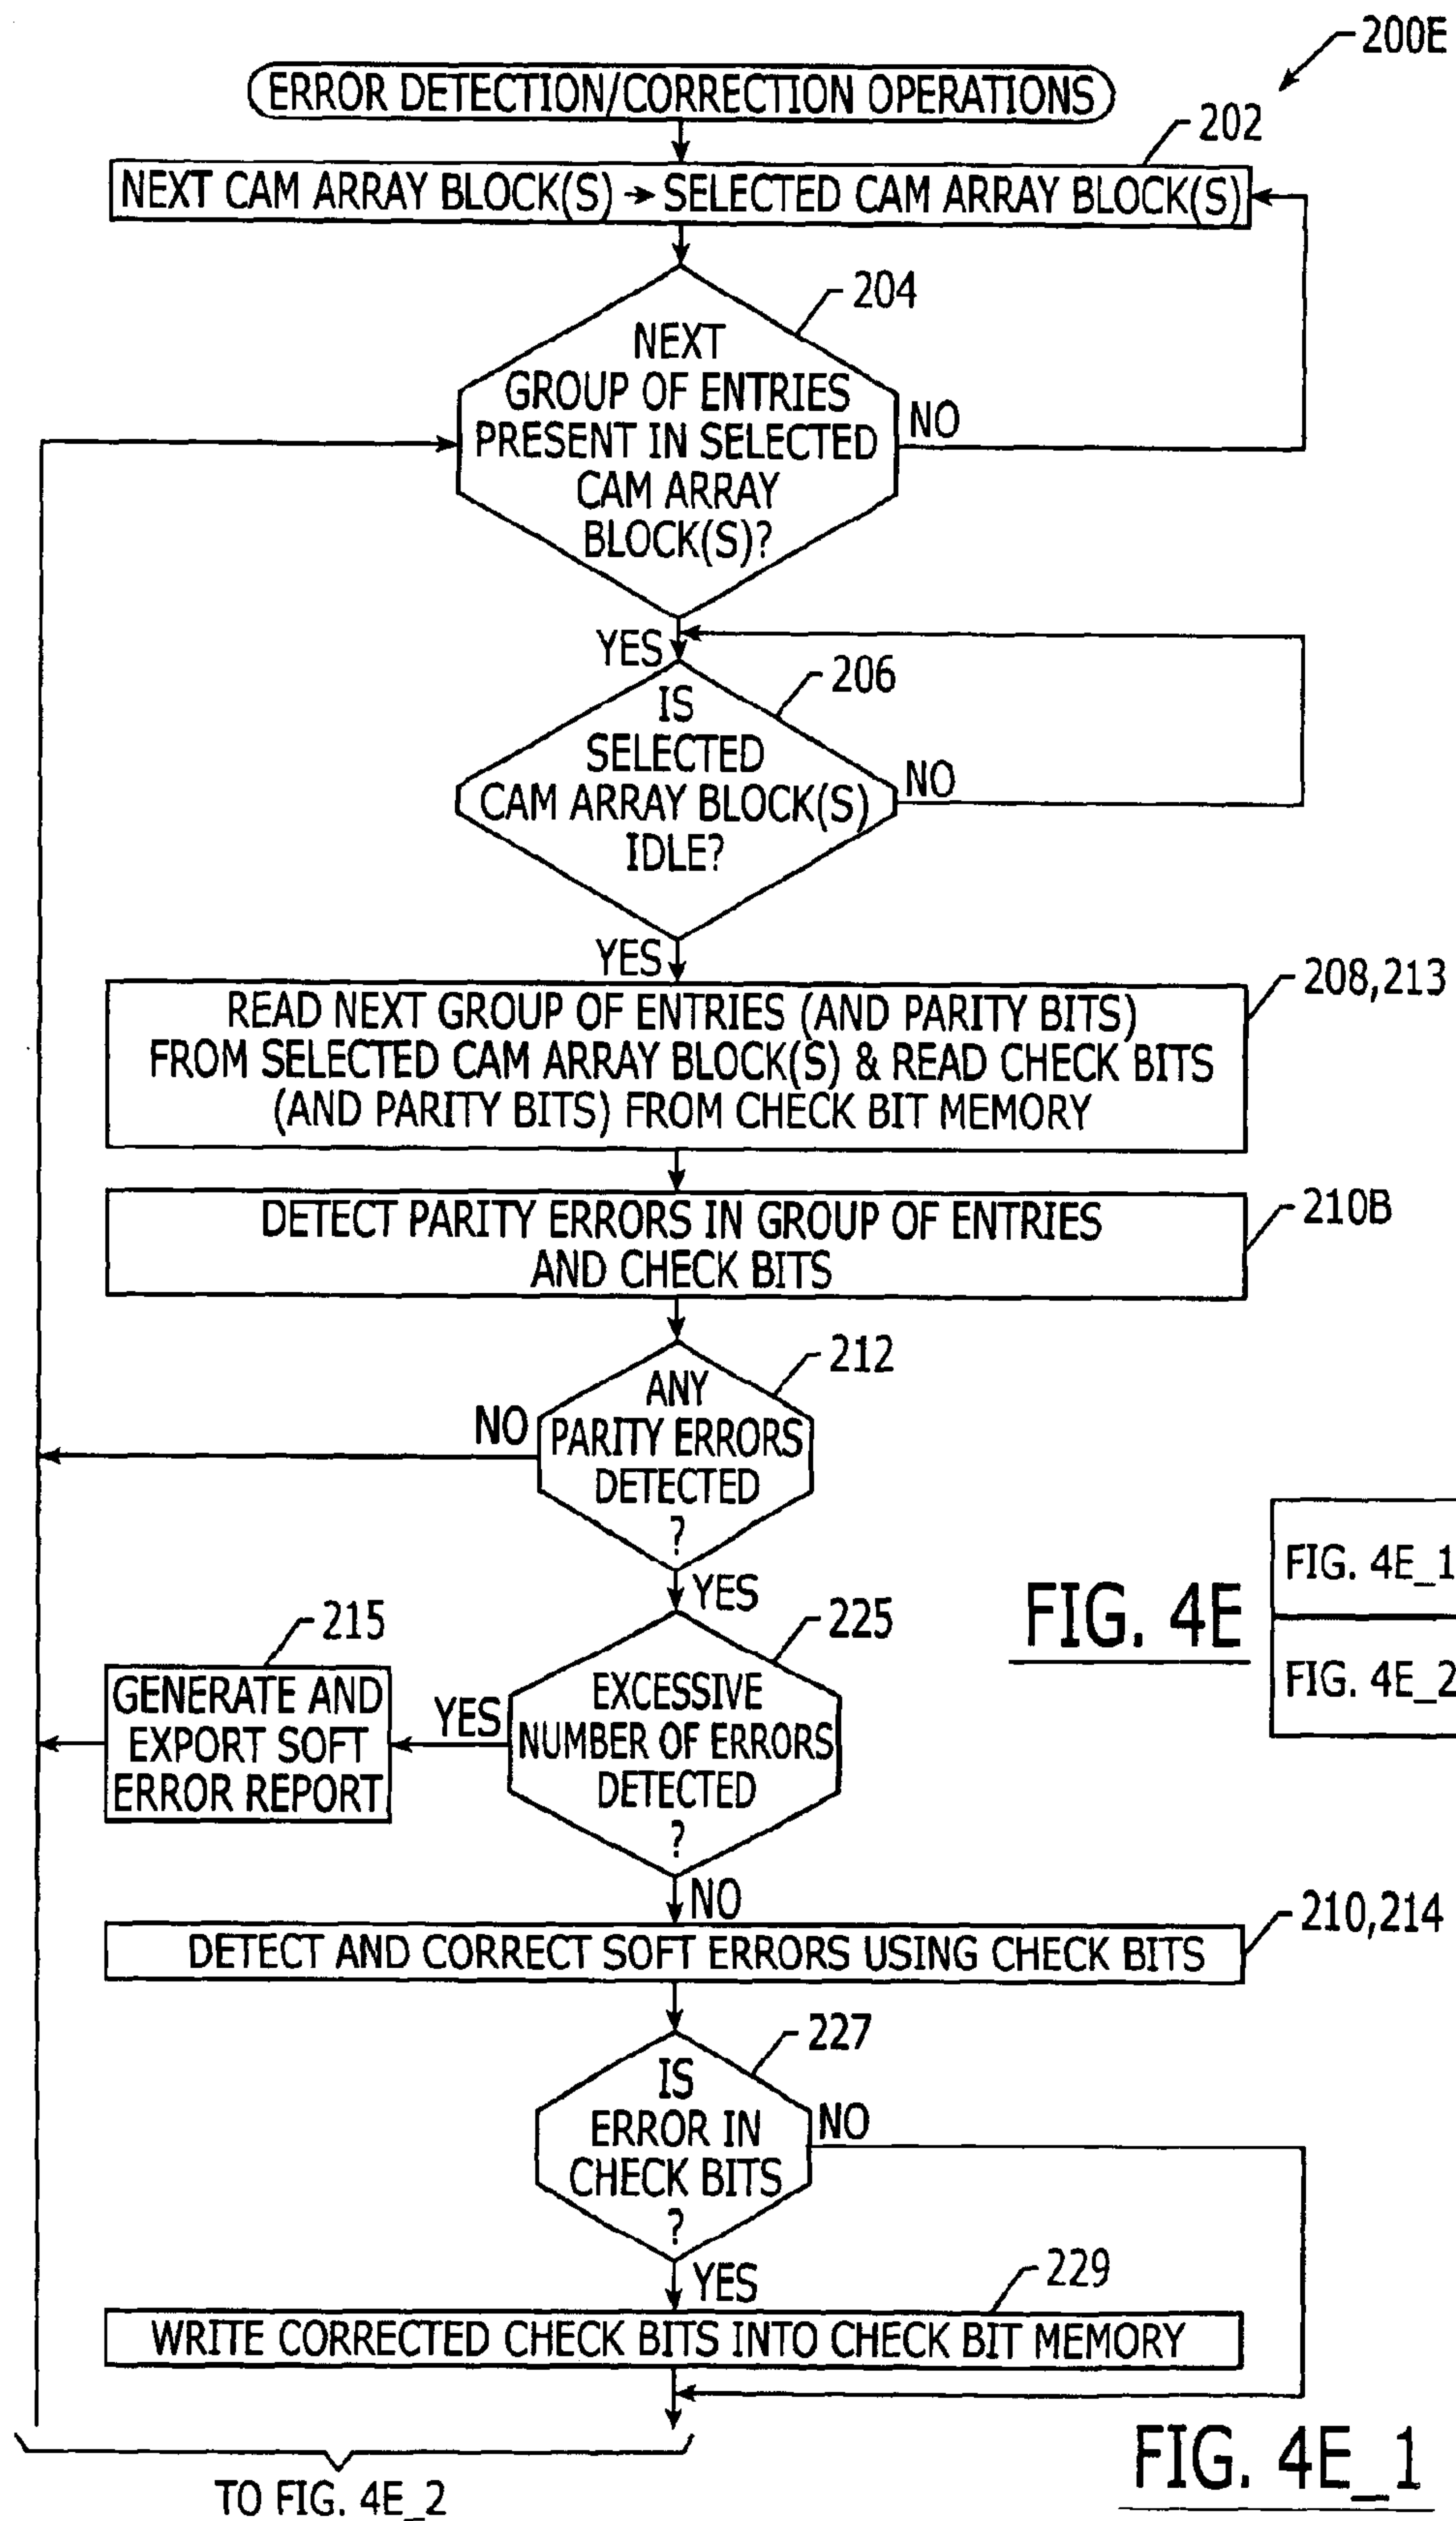 200E
ERROR DETECTION/CORRECTION OPERATIONS
202
NEXT CAM ARRAY BLOCK(S) → SELECTED CAM ARRAY BLOCK(S)
204
NEXT
GROUP OF ENTRIES
PRESENT IN SELECTED
CAM ARRAY
BLOCK(S)?
NO
YES
206
IS
SELECTED
CAM ARRAY BLOCK(S)
IDLE?
NO
YES
208,213
READ NEXT GROUP OF ENTRIES (AND PARITY BITS)
FROM SELECTED CAM ARRAY BLOCK(S) & READ CHECK BITS
(AND PARITY BITS) FROM CHECK BIT MEMORY
210B
DETECT PARITY ERRORS IN GROUP OF ENTRIES
AND CHECK BITS
212
ANY
PARITY ERRORS
DETECTED
?
NO
YES
FIG. 4E
FIG. 4E_1
FIG. 4E_2
215
GENERATE AND
EXPORT SOFT
ERROR REPORT
YES
225
EXCESSIVE
NUMBER OF ERRORS
DETECTED
?
NO
210,214
DETECT AND CORRECT SOFT ERRORS USING CHECK BITS
227
IS
ERROR IN
CHECK BITS
?
NO
YES
229
WRITE CORRECTED CHECK BITS INTO CHECK BIT MEMORY
TO FIG. 4E_2
FIG. 4E_1